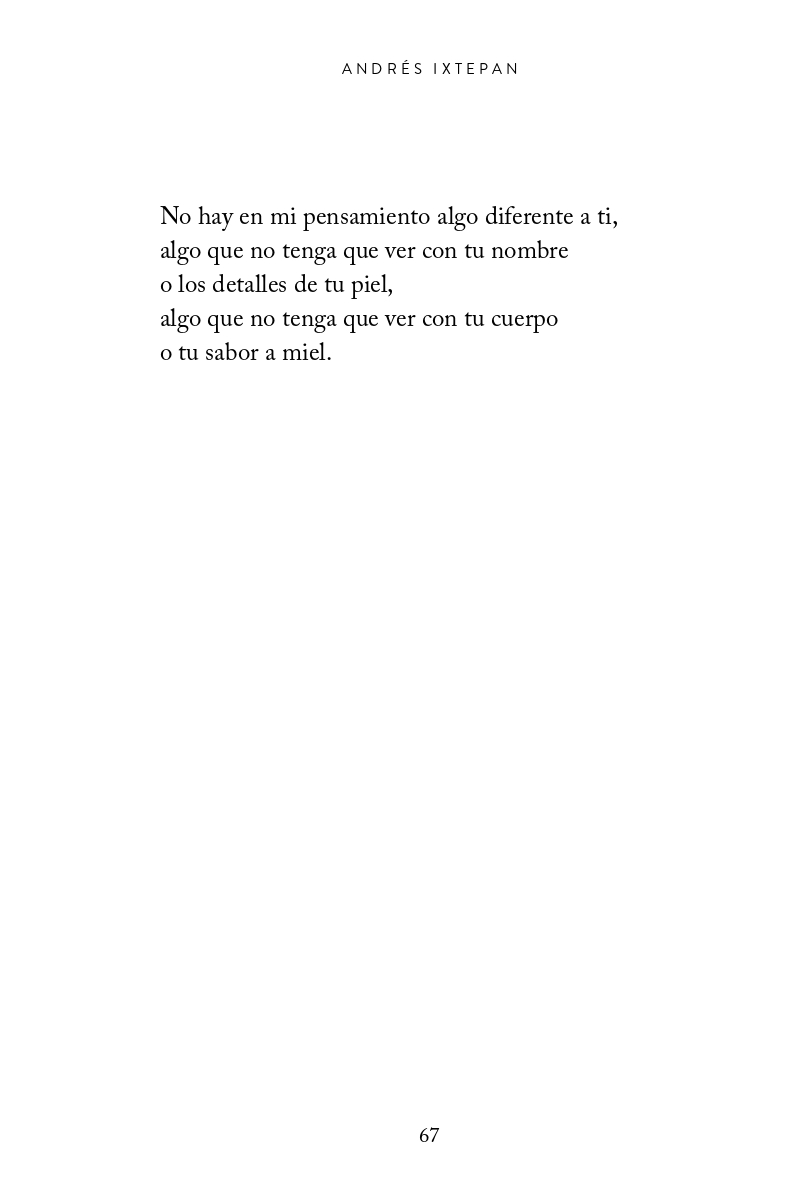 ANDRÉS IXTEPAN
No hay en mi pensamiento algo diferente a ti,
algo que no tenga que ver con tu nombre
o los detalles de tu piel,
algo que no tenga que ver con tu cuerpo
o tu sabor a miel.
67